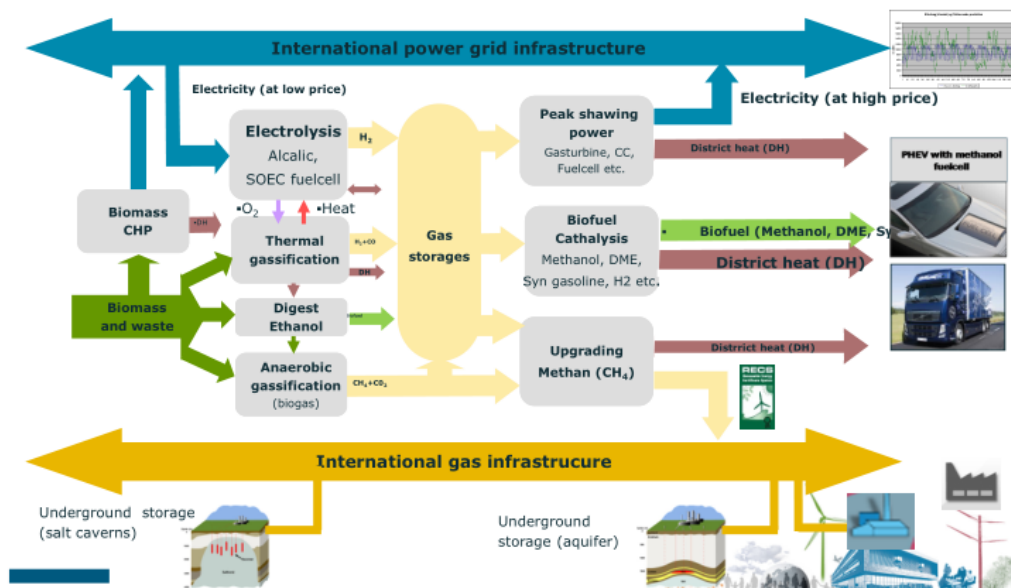 International power grid infrastructure
Electricity (at low price)
Electricity (at high price)
Electrolysis
Alcalic,
SOEC fuelcell
H2
Peak shawing
power
Gasturbine, CC,
Fuelcell etc.
District heat (DH)
PHEV with methanol
fuelcell
▪O2
▪Heat
Biomass
CHP
▪DH
Thermal
gassification
H2+CO
DH
Gas
storages
Biofuel
Cathalysis
Methanol, DME,
Syn gasoline, H2 etc.
▪ Biofuel (Methanol, DME, Sy
District heat (DH)
Biomass
and waste
Digest
Ethanol
Anaerobic
gassification
(biogas)
CH4+CO2
Upgrading
Methan (CH4)
Distrrict heat (DH)
RECS
International gas infrastrucure
Underground storage
(salt caverns)
Underground
storage (aquifer)